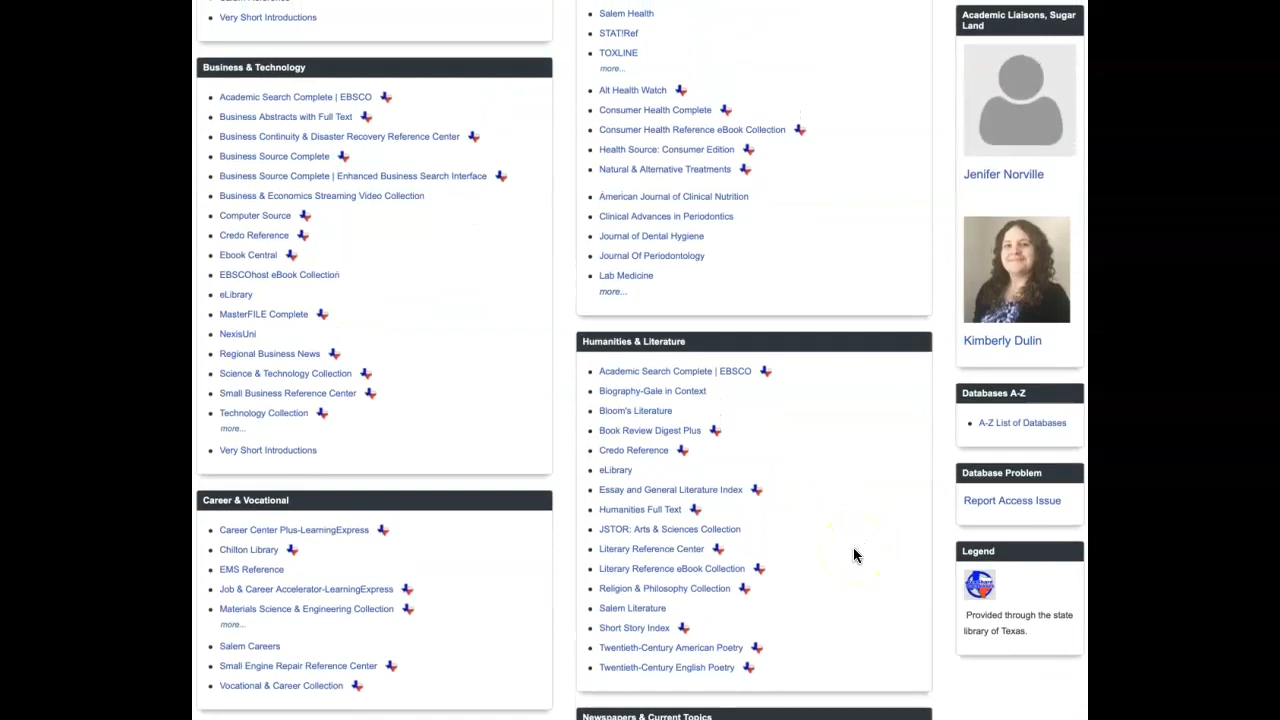 Very Short Introductions
Business & Technology
Academic Search Complete | EBSCO
Business Abstracts with Full Text
Business Continuity & Disaster Recovery Reference Center
Business Source Complete
Business Source Complete | Enhanced Business Search Interface
Business & Economics Streaming Video Collection
Computer Source
Credo Reference
Ebook Central
EBSCOhost eBook Collection
eLibrary
MasterFILE Complete
NexisUni
Regional Business News
Science & Technology Collection
Small Business Reference Center
Technology Collection
more...
Very Short Introductions
Career & Vocational
Career Center Plus-LearningExpress
Chilton Library
EMS Reference
Job & Career Accelerator-LearningExpress
Materials Science & Engineering Collection
more...
Salem Careers
Small Engine Repair Reference Center
Vocational & Career Collection
Salem Health
STAT!Ref
TOXLINE
more...
Alt Health Watch
Consumer Health Complete
Consumer Health Reference eBook Collection
Health Source: Consumer Edition
Natural & Alternative Treatments
American Journal of Clinical Nutrition
Clinical Advances in Periodontics
Journal of Dental Hygiene
Journal Of Periodontology
Lab Medicine
more...
Humanities & Literature
Academic Search Complete | EBSCO
Biography-Gale in Context
Bloom's Literature
Book Review Digest Plus
Credo Reference
eLibrary
Essay and General Literature Index
Humanities Full Text
JSTOR: Arts & Sciences Collection
Literary Reference Center
Literary Reference eBook Collection
Religion & Philosophy Collection
Salem Literature
Short Story Index
Twentieth-Century American Poetry
Twentieth-Century English Poetry
Newspapers & Current Topics
Academic Liaisons, Sugar
Land
Jenifer Norville
Kimberly Dulin
Databases A-Z
A-Z List of Databases
Database Problem
Report Access Issue
Legend
Provided through the state
library of Texas.